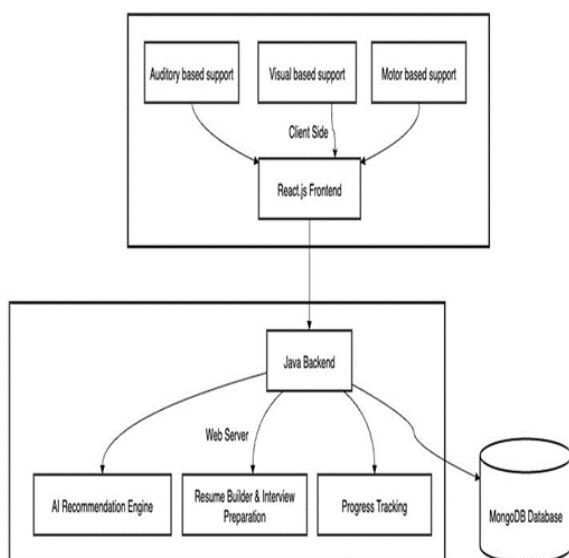 Auditory based support
Visual based support
Motor based support
Client Side
React.js Frontend
Java Backend
Web Server
AI Recommendation Engine
Resume Builder & Interview
Preparation
Progress Tracking
MongoDB Database